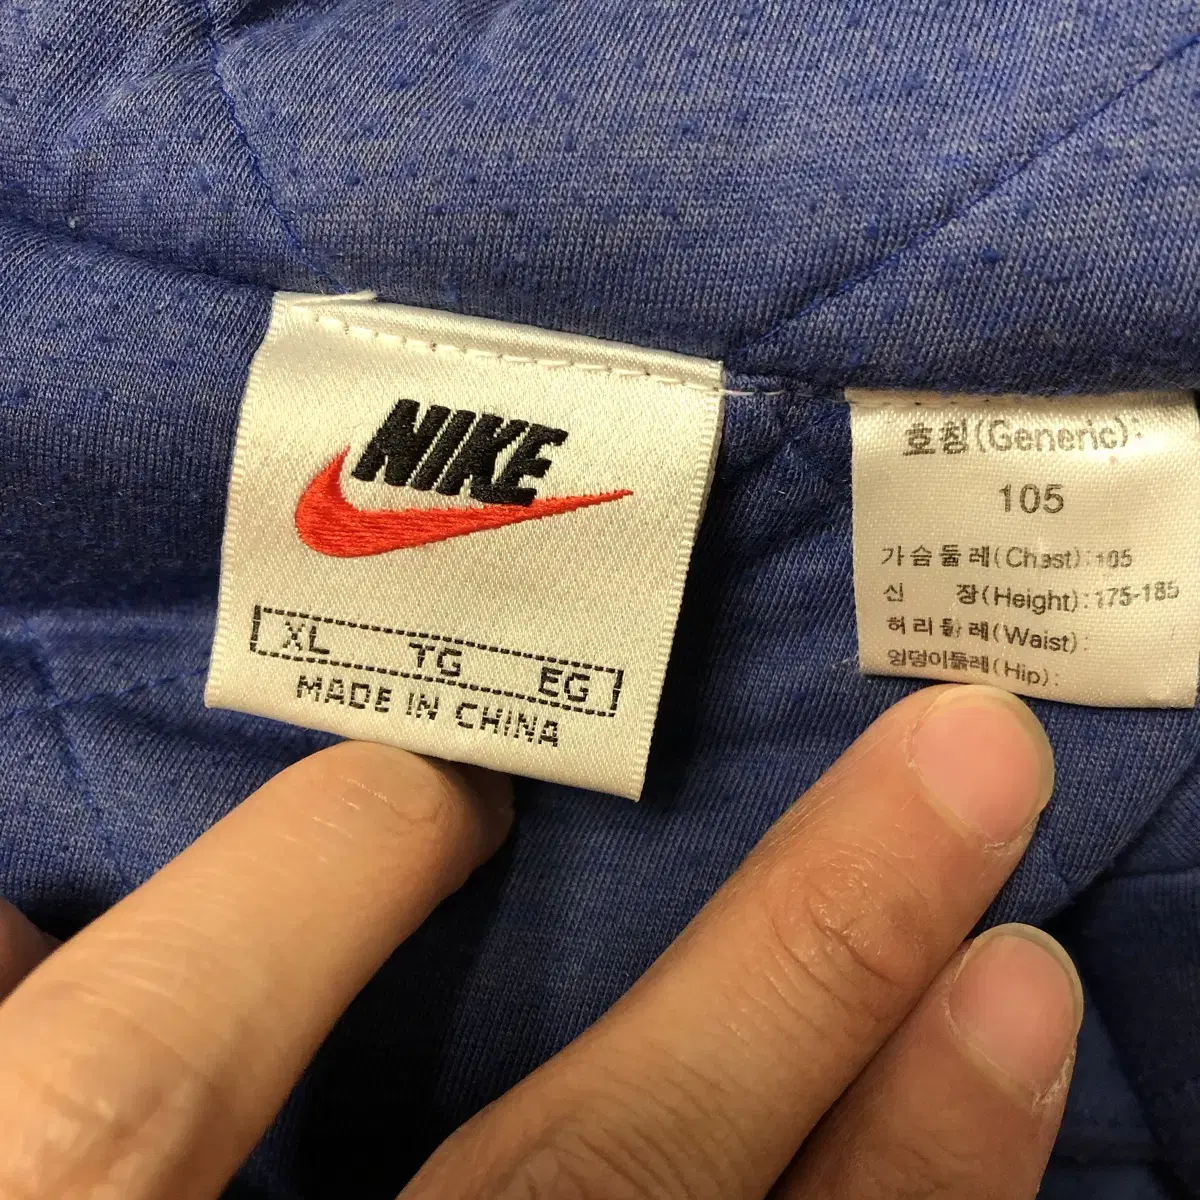 NIKE
XL TG EG
MADE IN CHINA
호칭(Generic):
105
가슴둘레(Chest):105
신 장(Height):175-185
허리둘레(Waist):
엉덩이둘레(Hip):